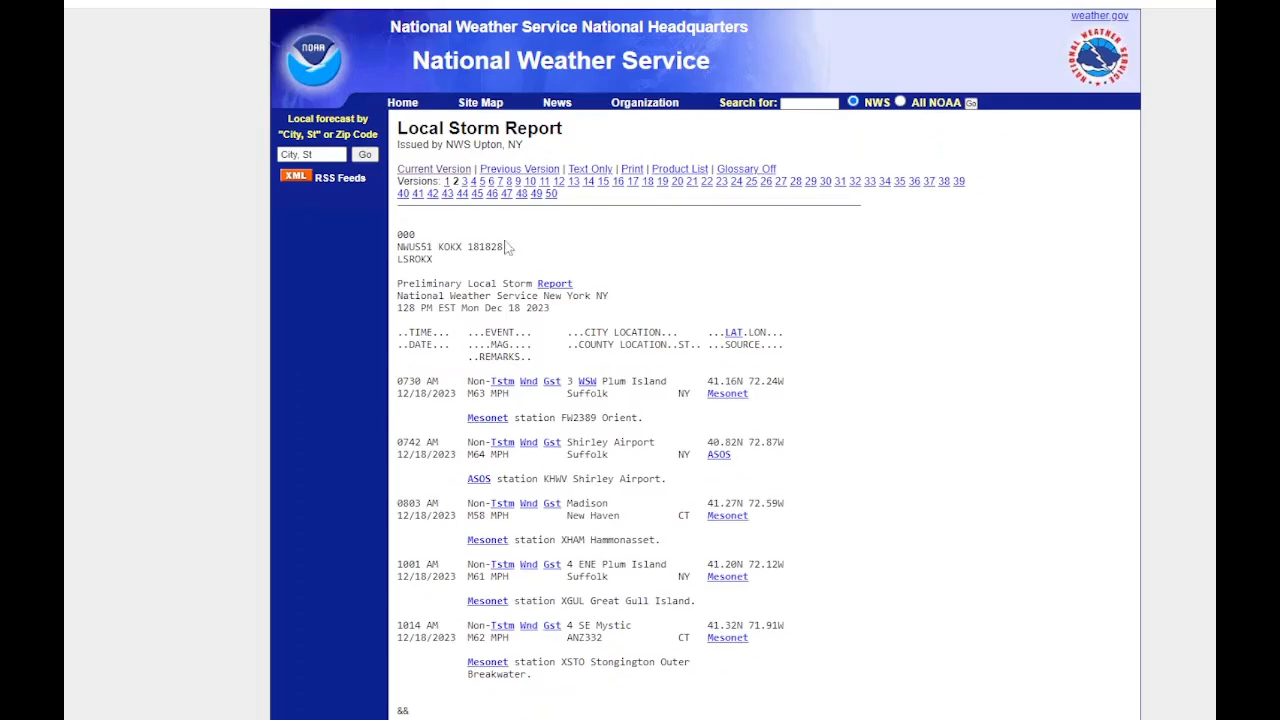 National Weather Service National Headquarters
weather.gov
NOAA
National Weather Service
NATIONAL WEATHER SERVICE
Home Site Map News Organization Search for: NWS All NOAA Go
Local forecast by
"City, St" or Zip Code
City, St Go
XML RSS Feeds
Local Storm Report
Issued by NWS Upton, NY
Current Version | Previous Version | Text Only | Print | Product List | Glossary Off
Versions: 1 2 3 4 5 6 7 8 9 10 11 12 13 14 15 16 17 18 19 20 21 22 23 24 25 26 27 28 29 30 31 32 33 34 35 36 37 38 39
40 41 42 43 44 45 46 47 48 49 50
000
NWUS51 KOKX 181828
LSROKX
Preliminary Local Storm Report
National Weather Service New York NY
128 PM EST Mon Dec 18 2023
..TIME... ...EVENT... ...CITY LOCATION... ...LAT.LON...
..DATE... ....MAG.... ..COUNTY LOCATION..ST.. ...SOURCE....
..REMARKS..
0730 AM Non-Tstm Wnd Gst 3 WSW Plum Island 41.16N 72.24W
12/18/2023 M63 MPH Suffolk NY Mesonet
Mesonet station FW2389 Orient.
0742 AM Non-Tstm Wnd Gst Shirley Airport 40.82N 72.87W
12/18/2023 M64 MPH Suffolk NY ASOS
ASOS station KHWV Shirley Airport.
0803 AM Non-Tstm Wnd Gst Madison 41.27N 72.59W
12/18/2023 M58 MPH New Haven CT Mesonet
Mesonet station XHAM Hammonasset.
1001 AM Non-Tstm Wnd Gst 4 ENE Plum Island 41.20N 72.12W
12/18/2023 M61 MPH Suffolk NY Mesonet
Mesonet station XGUL Great Gull Island.
1014 AM Non-Tstm Wnd Gst 4 SE Mystic 41.32N 71.91W
12/18/2023 M62 MPH ANZ332 CT Mesonet
Mesonet station XSTO Stongington Outer
Breakwater.
&&